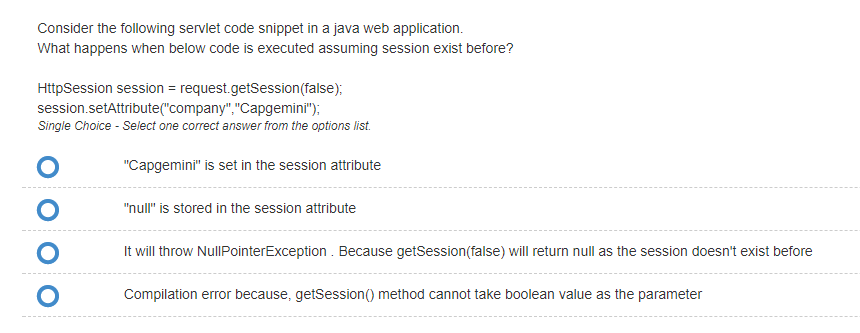 Consider the following servlet code snippet in a java web application.
What happens when below code is executed assuming session exist before?
HttpSession session = request.getSession(false);
session.setAttribute("company","Capgemini");
Single Choice - Select one correct answer from the options list.
"Capgemini" is set in the session attribute
"null" is stored in the session attribute
It will throw NullPointerException . Because getSession(false) will return null as the session doesn't exist before
Compilation error because, getSession() method cannot take boolean value as the parameter